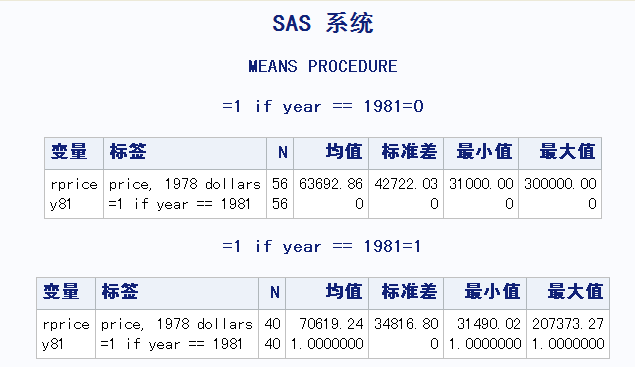 SAS 系统
MEANS PROCEDURE
=1 if year == 1981=0
变量 标签 N 均值 标准差 最小值 最大值
rprice price, 1978 dollars 56 63692.86 42722.03 31000.00 300000.00
y81 =1 if year == 1981 56 0 0 0 0
=1 if year == 1981=1
变量 标签 N 均值 标准差 最小值 最大值
rprice price, 1978 dollars 40 70619.24 34816.80 31490.02 207373.27
y81 =1 if year == 1981 40 1.0000000 0 1.0000000 1.0000000